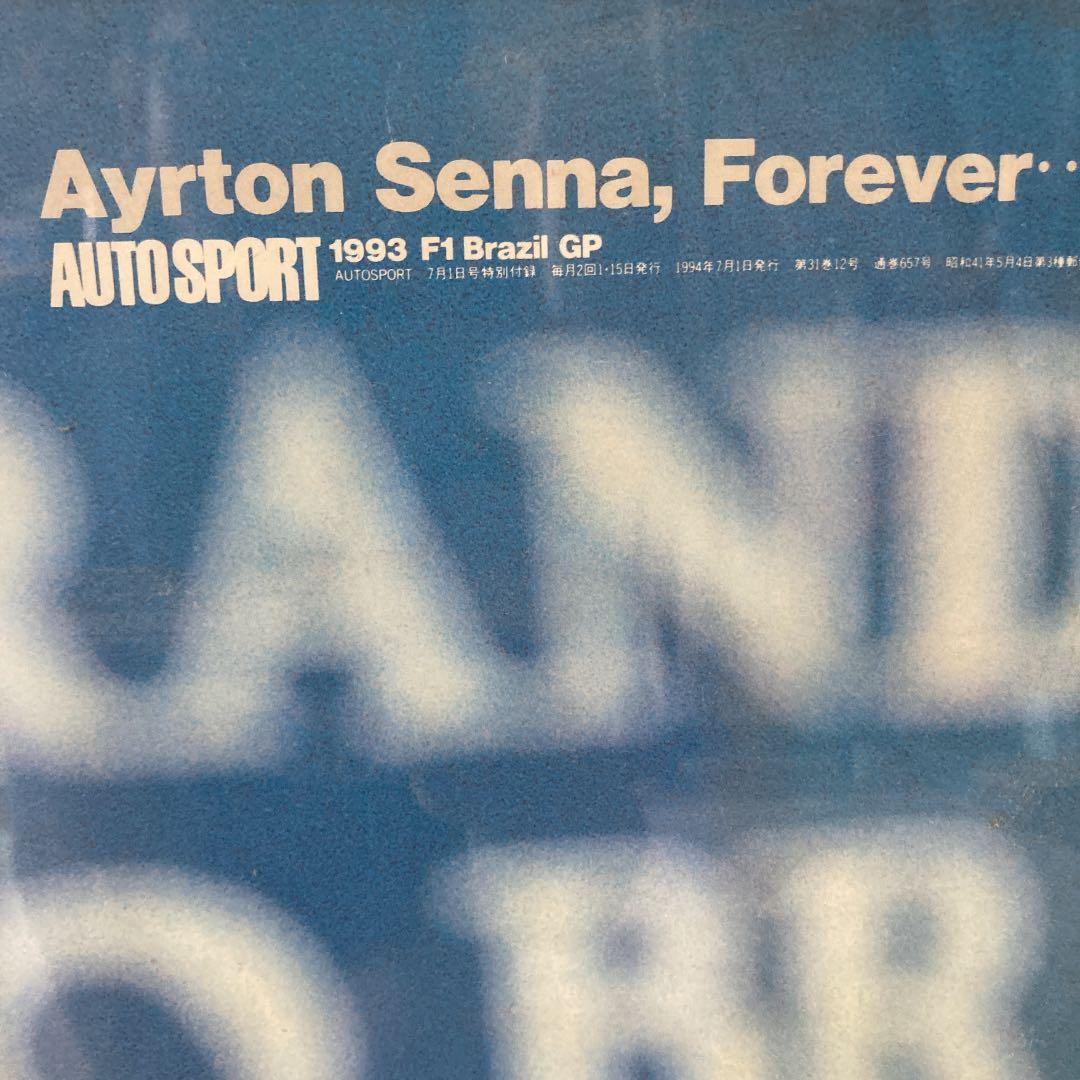 Ayrton Senna, Forever··
AUTOSPORT 1993 F1 Brazil GP
AUTOSPORT 7月1日号特別付録 毎月2回1・15日発行 1994年7月1日発行 第31巻12号 通巻657号 昭和41年5月4日第3種郵
RAND